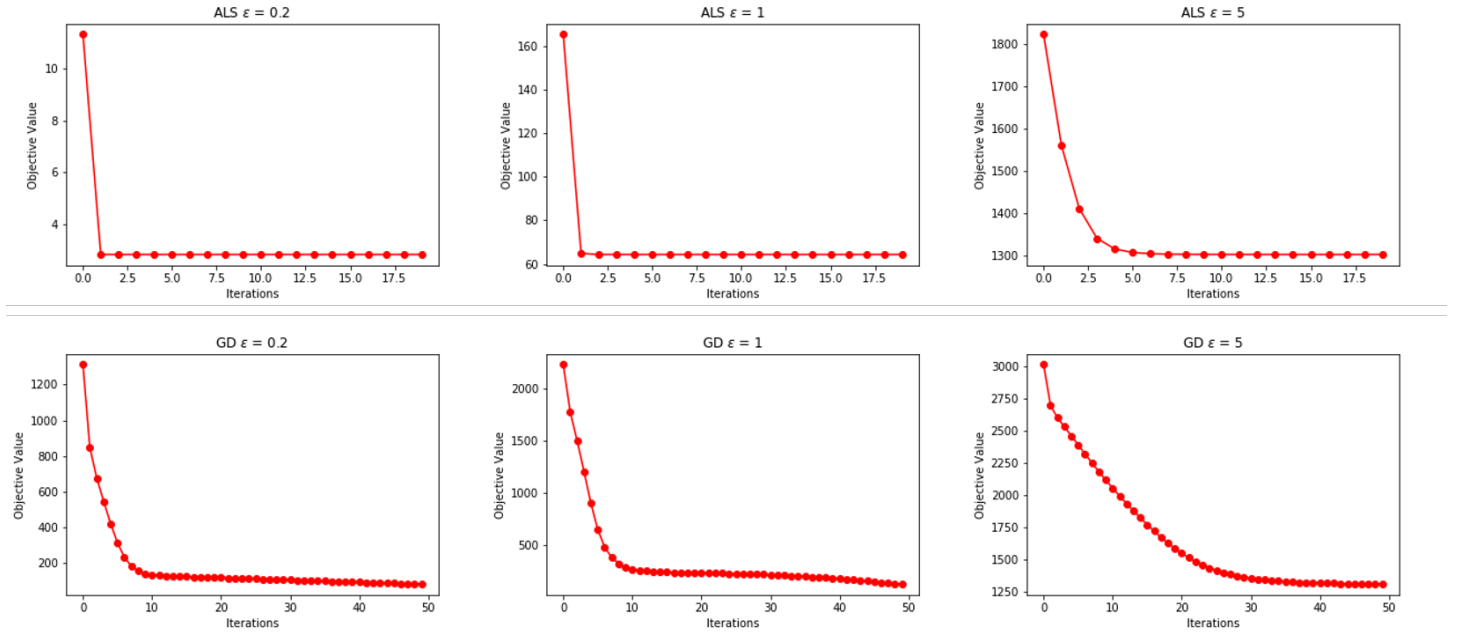 ALS ε = 0.2
Objective Value
10
8
6
4
0.0 2.5 5.0 7.5 10.0 12.5 15.0 17.5
Iterations
ALS ε = 1
Objective Value
160
140
120
100
80
60
0.0 2.5 5.0 7.5 10.0 12.5 15.0 17.5
Iterations
ALS ε = 5
Objective Value
1800
1700
1600
1500
1400
1300
0.0 2.5 5.0 7.5 10.0 12.5 15.0 17.5
Iterations
GD ε = 0.2
Objective Value
1200
1000
800
600
400
200
0 10 20 30 40 50
Iterations
GD ε = 1
Objective Value
2000
1500
1000
500
0 10 20 30 40 50
Iterations
GD ε = 5
Objective Value
3000
2750
2500
2250
2000
1750
1500
1250
0 10 20 30 40 50
Iterations